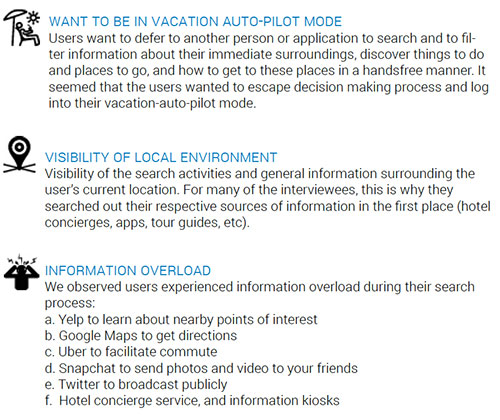 WANT TO BE IN VACATION AUTO-PILOT MODE
Users want to defer to another person or application to search and to fil-
ter information about their immediate surroundings, discover things to do
and places to go, and how to get to these places in a handsfree manner. It
seemed that the users wanted to escape decision making process and log
into their vacation-auto-pilot mode.
VISIBILITY OF LOCAL ENVIRONMENT
Visibility of the search activities and general information surrounding the
user's current location. For many of the interviewees, this is why they
searched out their respective sources of information in the first place (hotel
concierges, apps, tour guides, etc).
INFORMATION OVERLOAD
We observed users experienced information overload during their search
process:
a. Yelp to learn about nearby points of interest
b. Google Maps to get directions
c. Uber to facilitate commute
d. Snapchat to send photos and video to your friends
e. Twitter to broadcast publicly
f. Hotel concierge service, and information kiosks